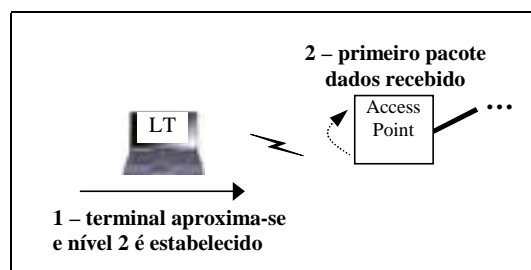 2 – primeiro pacote
dados recebido
Access
Point
...
LT
1 – terminal aproxima-se
e nível 2 é estabelecido